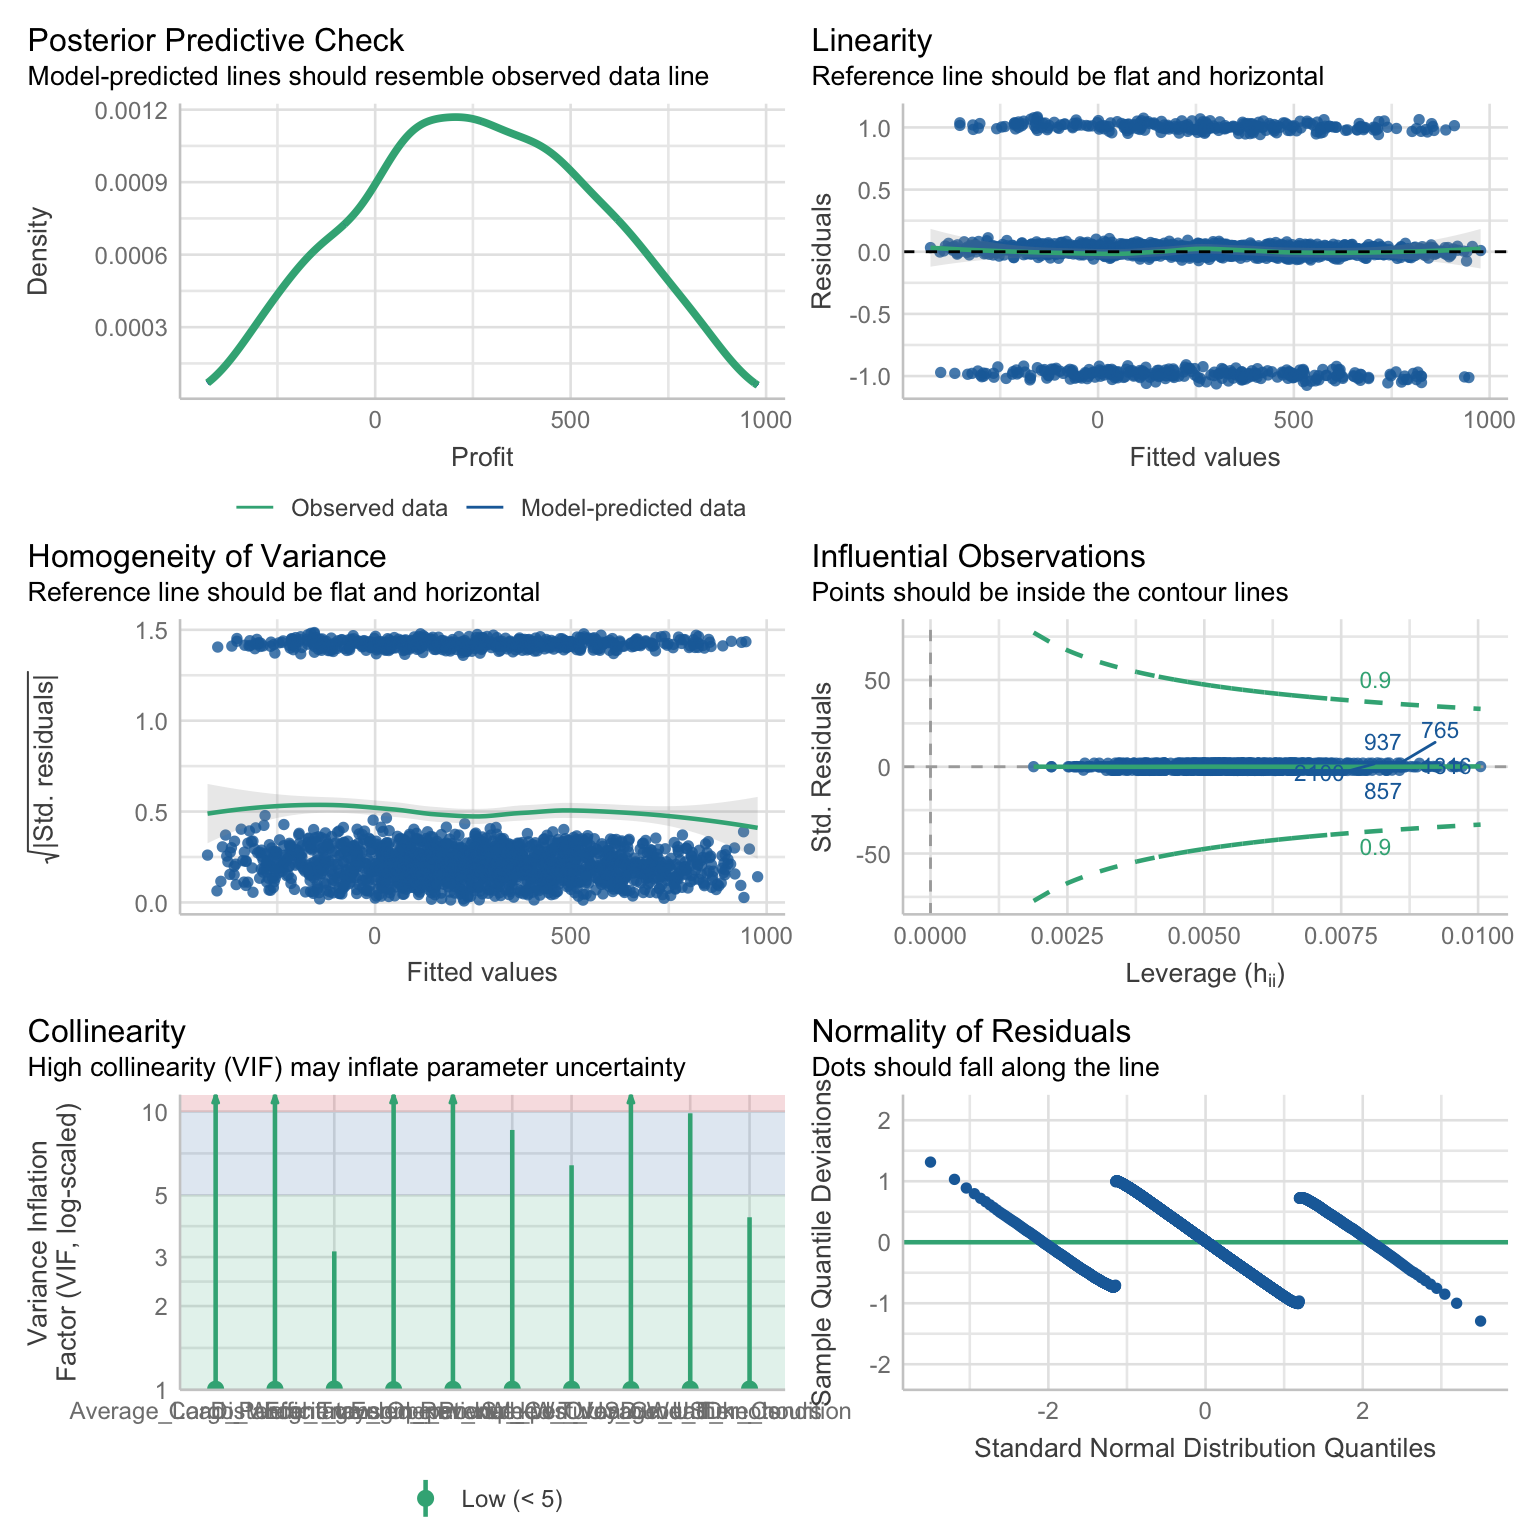 Posterior Predictive Check
Model-predicted lines should resemble observed data line
0.0012
0.0009
0.0006
0.0003
Density
0
500
1000
Profit
Observed data
Model-predicted data
Linearity
Reference line should be flat and horizontal
1.0
0.5
0.0
-0.5
-1.0
Residuals
0
500
1000
Fitted values
Homogeneity of Variance
Reference line should be flat and horizontal
1.5
1.0
0.5
0.0
√|Std. residuals|
0
500
1000
Fitted values
Influential Observations
Points should be inside the contour lines
50
0
-50
Std. Residuals
0.9
765
937
2100
1316
857
0.9
0.0000
0.0025
0.0050
0.0075
0.0100
Leverage (hii)
Collinearity
High collinearity (VIF) may inflate parameter uncertainty
10
5
3
2
1
Variance Inflation
Factor (VIF, log-scaled)
Low (< 5)
Normality of Residuals
Dots should fall along the line
2
1
0
-1
-2
Sample Quantile Deviations
-2
0
2
Standard Normal Distribution Quantiles